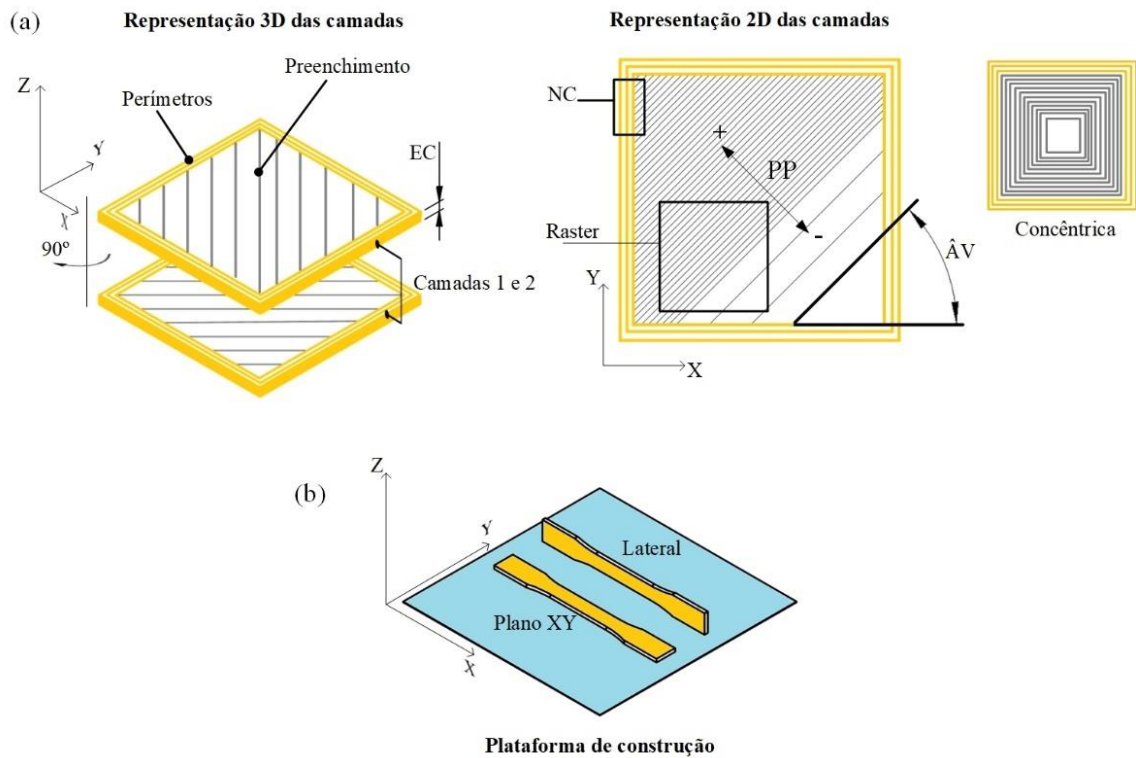 (a)
Representação 3D das camadas
Z
Y
X
90º
Perímetros
Preenchimento
EC
Camadas 1 e 2
Representação 2D das camadas
NC
+
PP
-
Raster
Y
X
ÂV
Concêntrica
(b)
Z
Y
X
Lateral
Plano XY
Plataforma de construção